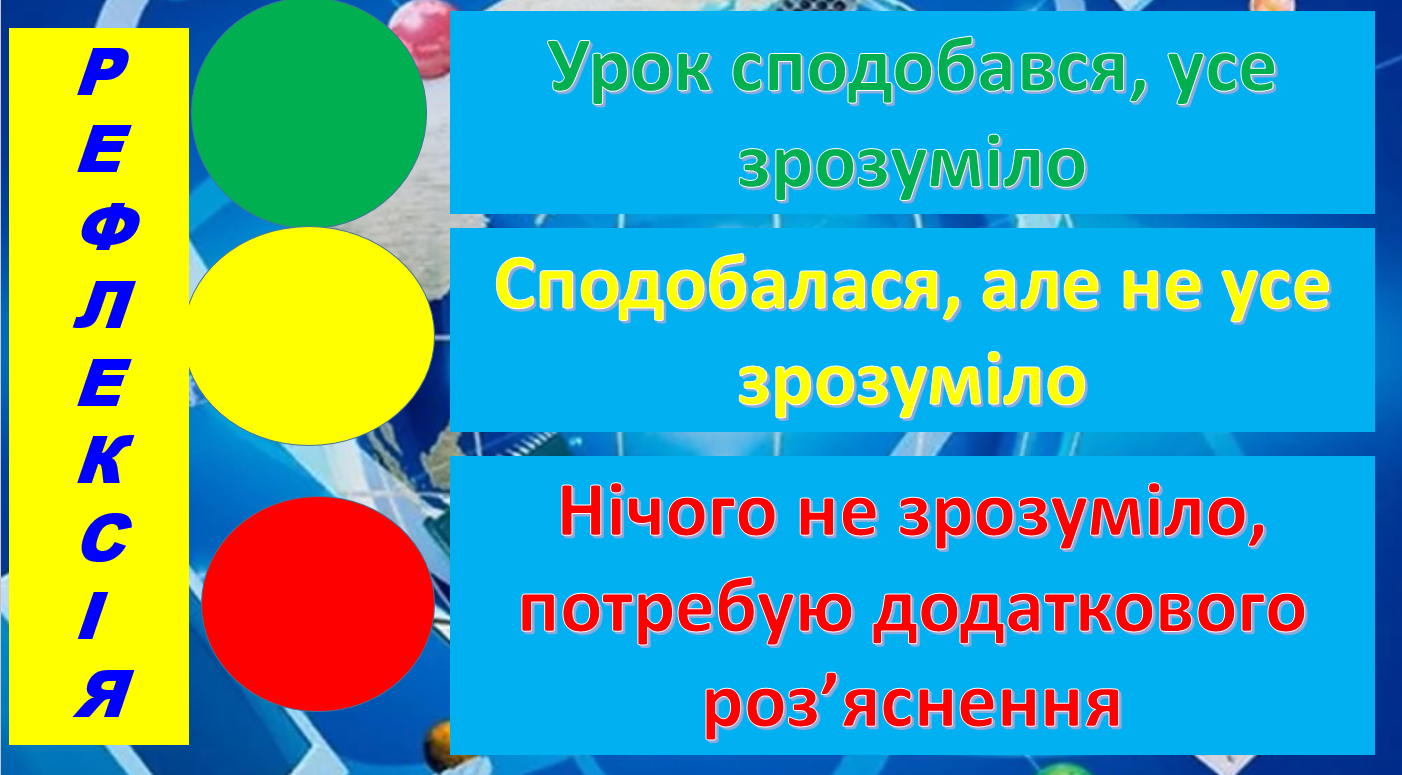 РЕФЛЕКСІЯ
Урок сподобався, усе
зрозуміло
Сподобалася, але не усе
зрозуміло
Нічого не зрозуміло,
потребую додаткового
роз’яснення